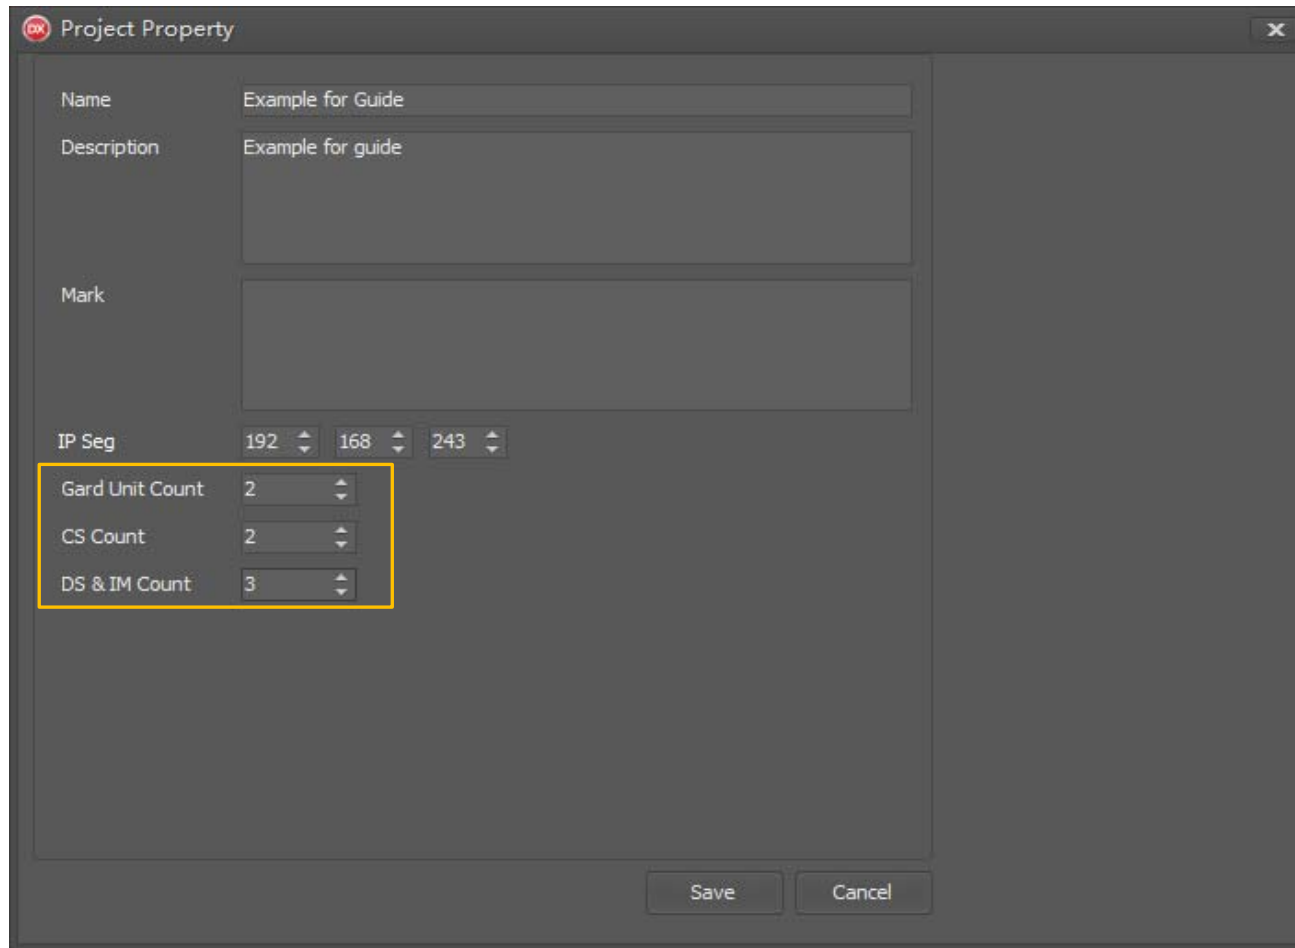 DX Project Property
Name Example for Guide
Description Example for guide
Mark
IP Seg 192 168 243
Gard Unit Count 2
CS Count 2
DS & IM Count 3
Save Cancel